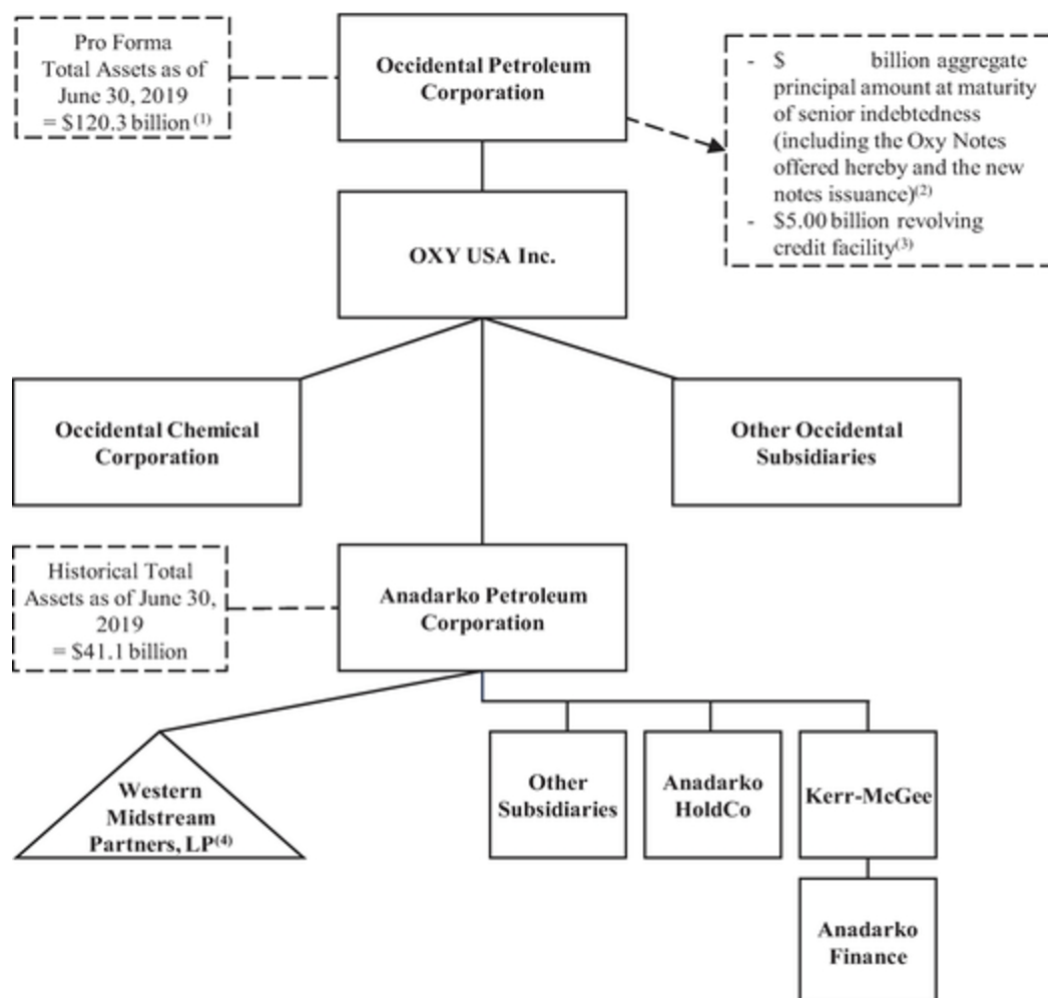 Pro Forma
Total Assets as of
June 30, 2019
= $120.3 billion (1)
Occidental Petroleum
Corporation
- $ billion aggregate
principal amount at maturity
of senior indebtedness
(including the Oxy Notes
offered hereby and the new
notes issuance)(2)
- $5.00 billion revolving
credit facility(3)
OXY USA Inc.
Occidental Chemical
Corporation
Other Occidental
Subsidiaries
Historical Total
Assets as of June 30,
2019
= $41.1 billion
Anadarko Petroleum
Corporation
Western
Midstream
Partners, LP(4)
Other
Subsidiaries
Anadarko
HoldCo
Kerr-McGee
Anadarko
Finance